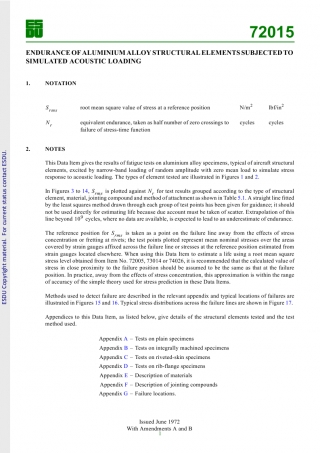 ESDU
72015
ENDURANCE OF ALUMINIUM ALLOY STRUCTURAL ELEMENTS SUBJECTED TO
SIMULATED ACOUSTIC LOADING
1. NOTATION
S_rms root mean square value of stress at a reference position N/m² lbf/in²
N_e equivalent endurance, taken as half number of zero crossings to cycles cycles
failure of stress-time function
2. NOTES
This Data Item gives the results of fatigue tests on aluminium alloy specimens, typical of aircraft structural
elements, excited by narrow-band loading of random amplitude with zero mean load to simulate stress
response to acoustic loading. The types of element tested are illustrated in Figures 1 and 2.
In Figures 3 to 14, S_rms is plotted against N_e for test results grouped according to the type of structural
element, material, jointing compound and method of attachment as shown in Table 5.1. A straight line fitted
by the least squares method drawn through each group of test points has been given for guidance; it should
not be used directly for estimating life because due account must be taken of scatter. Extrapolation of this
line beyond 10⁸ cycles, where no data are available, is expected to lead to an underestimate of endurance.
The reference position for S_rms is taken as a point on the failure line away from the effects of stress
concentration or fretting at rivets; the test points plotted represent mean nominal stresses over the areas
covered by strain gauges affixed across the failure line or stresses at the reference position estimated from
strain gauges located elsewhere. When using this Data Item to estimate a life using a root mean square
stress level obtained from Item No. 72005, 73014 or 74026, it is recommended that the calculated value of
stress in close proximity to the failure position should be assumed to be the same as that at the failure
position. In practice, away from the effects of stress concentration, this approximation is within the range
of accuracy of the simple theory used for stress prediction in these Data Items.
Methods used to detect failure are described in the relevant appendix and typical locations of failures are
illustrated in Figures 15 and 16. Typical stress distributions across the failure lines are shown in Figure 17.
Appendices to this Data Item, as listed below, give details of the structural elements tested and the test
method used.
Appendix A – Tests on plain specimens
Appendix B – Tests on integrally machined specimens
Appendix C – Tests on riveted-skin specimens
Appendix D – Tests on rib-flange specimens
Appendix E – Description of materials
Appendix F – Description of jointing compounds
Appendix G – Failure locations.
Issued June 1972
With Amendments A and B
1
ESDU Copyright material. For current status contact ESDU.